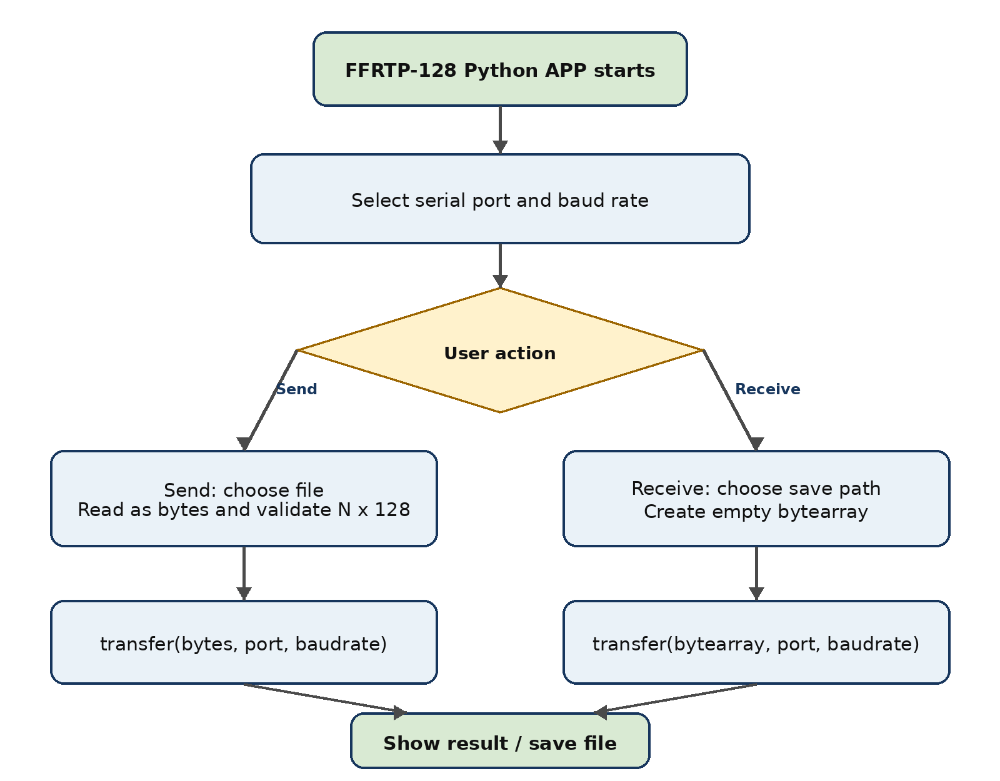 FFRTP-128 Python APP starts
Select serial port and baud rate
User action
Send
Receive
Send: choose file
Read as bytes and validate N x 128
Receive: choose save path
Create empty bytearray
transfer(bytes, port, baudrate)
transfer(bytearray, port, baudrate)
Show result / save file